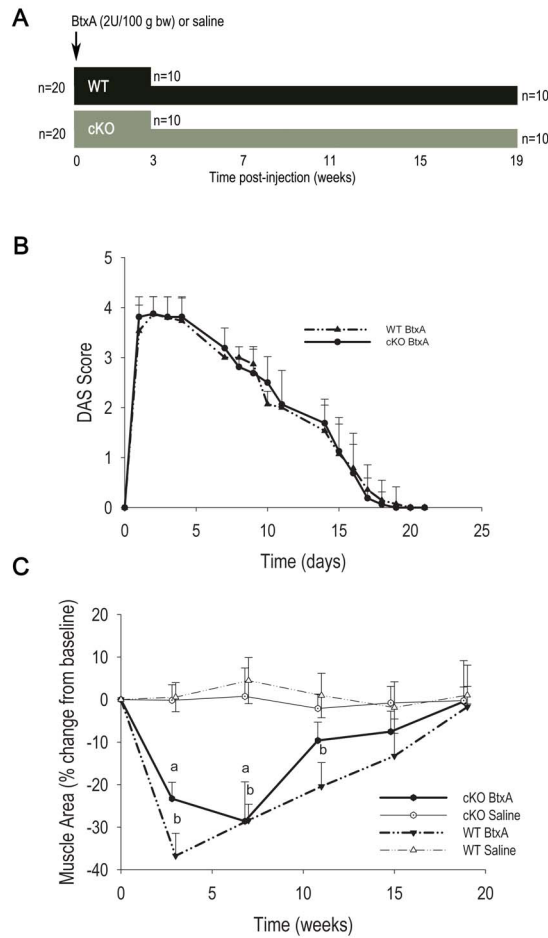 A
BtxA (2U/100 g bw) or saline
n=20
WT
n=10
n=10
n=20
cKO
n=10
n=10
0 3 7 11 15 19
Time post-injection (weeks)
B
5
4
3
2
1
0
DAS Score
WT BtxA
cKO BtxA
0 5 10 15 20 25
Time (days)
C
20
10
0
-10
-20
-30
-40
Muscle Area (% change from baseline)
a
b
a
b
b
cKO BtxA
cKO Saline
WT BtxA
WT Saline
0 5 10 15 20
Time (weeks)